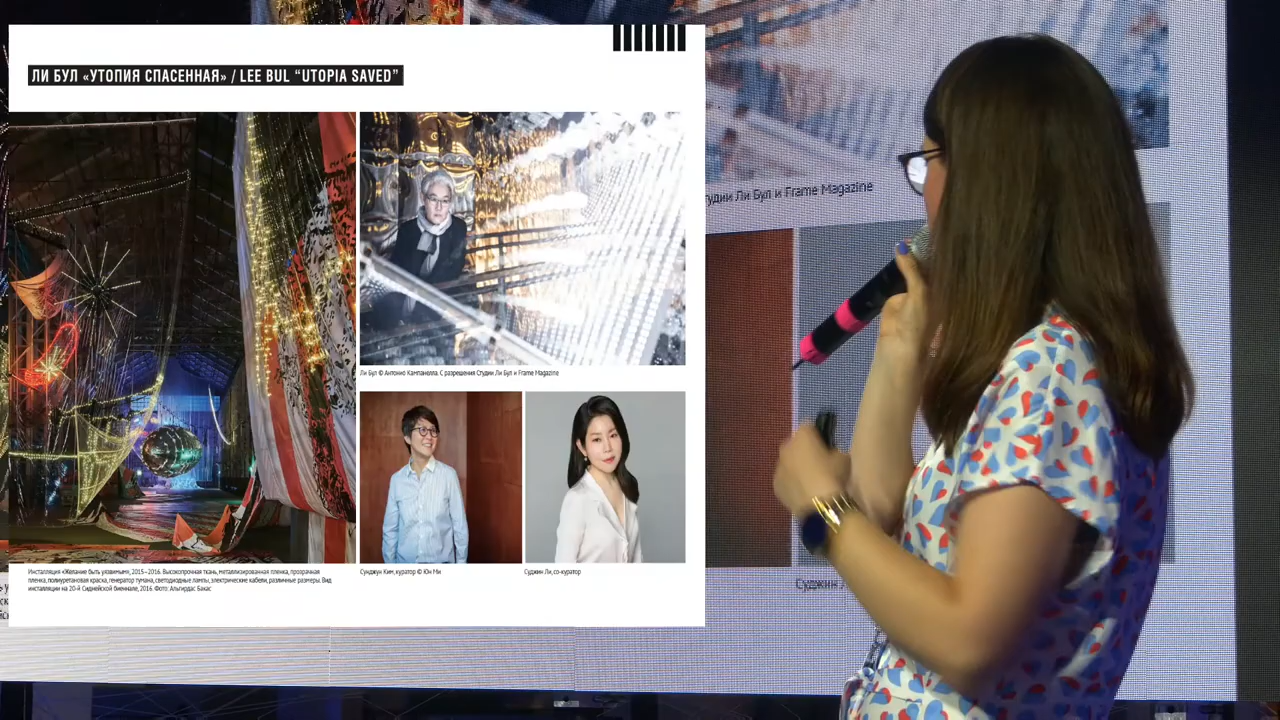 ЛИ БУЛ «УТОПИЯ СПАСЕННАЯ» / LEE BUL “UTOPIA SAVED”
Ли Бул © Антонио Кампанелла. С разрешения Студии Ли Бул и Frame Magazine
Инсталляция «Желание быть уязвимым», 2015–2016. Высокопрочная ткань, металлизированная пленка, прозрачная
пленка, полиуретановая краска, генератор тумана, светодиодные лампы, электрические кабели, различные размеры. Вид
инсталляции на 20-й Сиднейской биеннале, 2016. Фото: Альгирдас Бакас
Сунджун Ким, куратор © Юн Ми
Суджин Ли, со-куратор
Ли Бул и Frame Magazine
Суджин